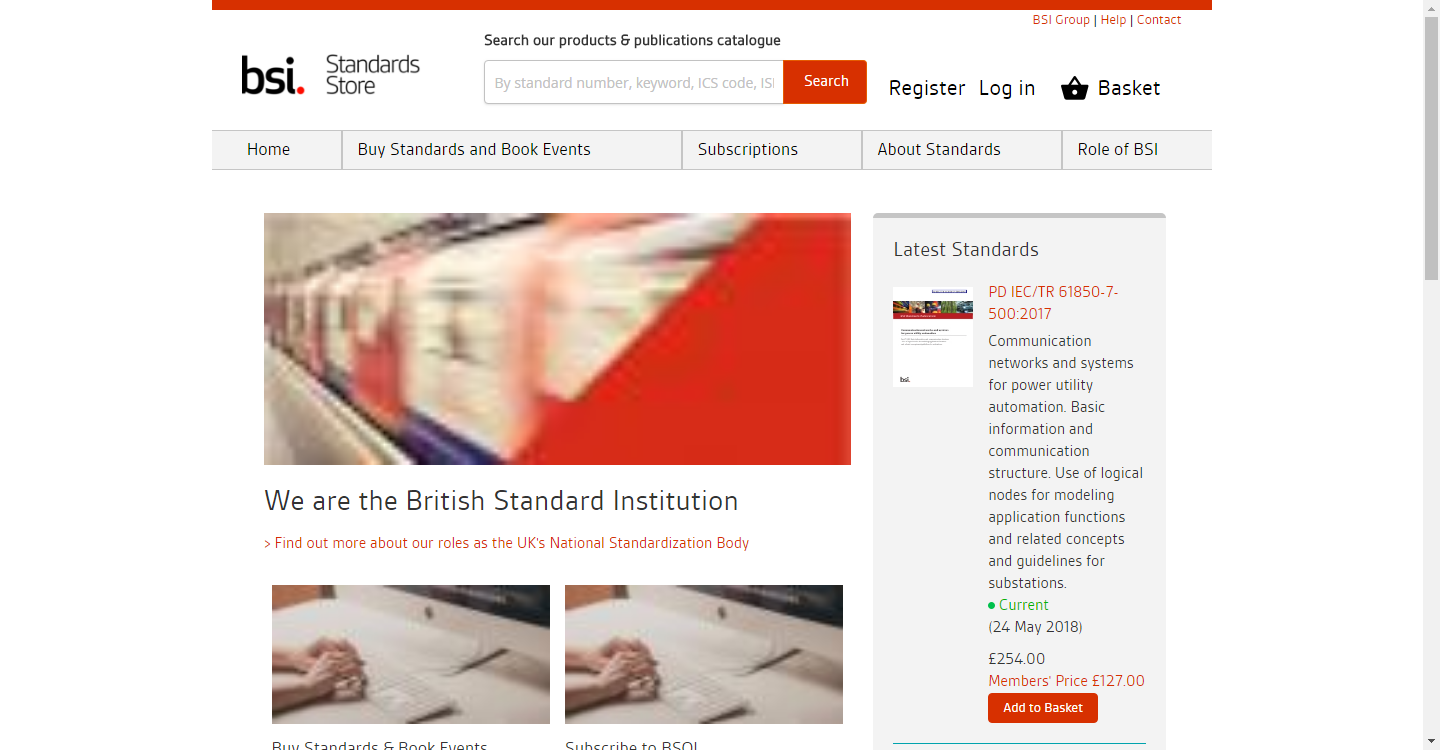 BSI Group | Help | Contact
Search our products & publications catalogue
bsi.
Standards
Store
By standard number, keyword, ICS code, ISI
Search
Register
Log in
Basket
Home
Buy Standards and Book Events
Subscriptions
About Standards
Role of BSI
We are the British Standard Institution
> Find out more about our roles as the UK's National Standardization Body
Buy Standards & Book Events
Subscribe to BSOL
Latest Standards
bsi.
PD IEC/TR 61850-7-
500:2017
Communication
networks and systems
for power utility
automation. Basic
information and
communication
structure. Use of logical
nodes for modeling
application functions
and related concepts
and guidelines for
substations.
Current
(24 May 2018)
£254.00
Members' Price £127.00
Add to Basket